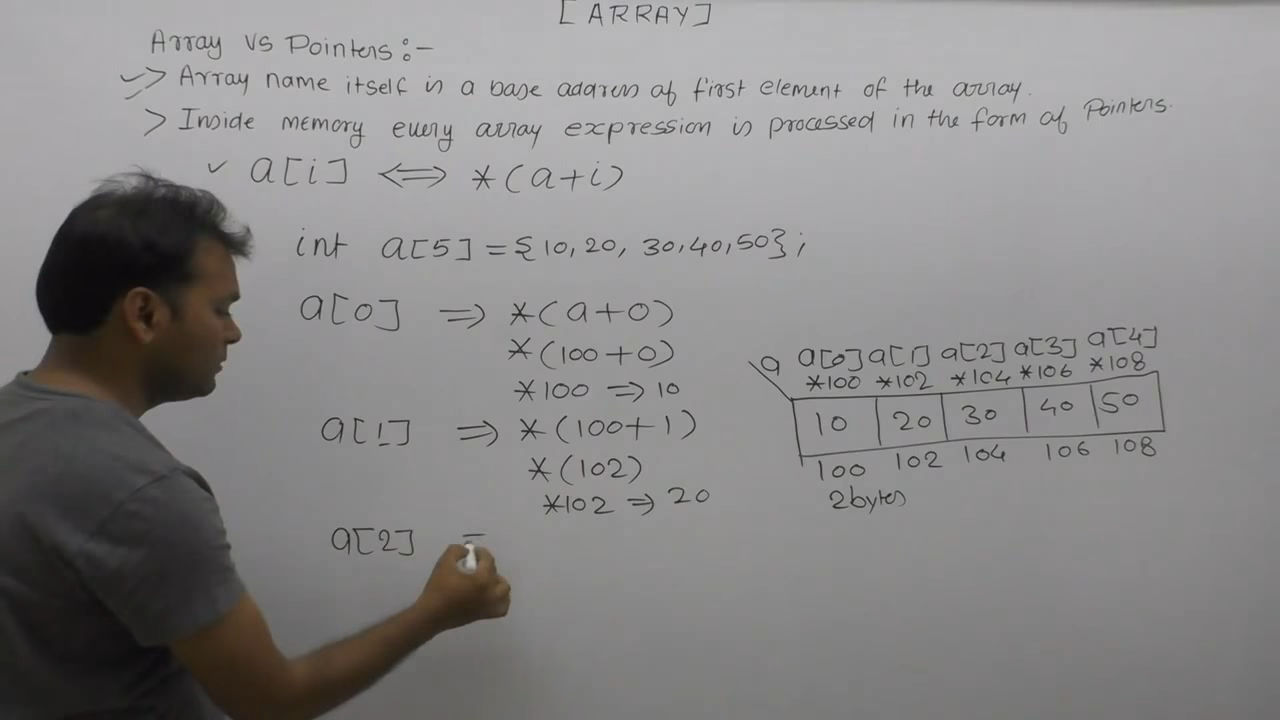 [ARRAY]
Array Vs Pointers:-
> Array name itself is a base address of first element of the array.
> Inside memory every array expression is processed in the form of Pointers.
✓ a[i] ⇔ *(a+i)
int a[5]={10,20,30,40,50};
a[0] ⇒ *(a+0)
*(100+0)
*100 ⇒ 10
a[1] ⇒ *(100+1)
*(102)
*102 ⇒ 20
a[2] =
a a[0] a[1] a[2] a[3] a[4]
*100 *102 *104 *106 *108
10 20 30 40 50
100 102 104 106 108
2bytes